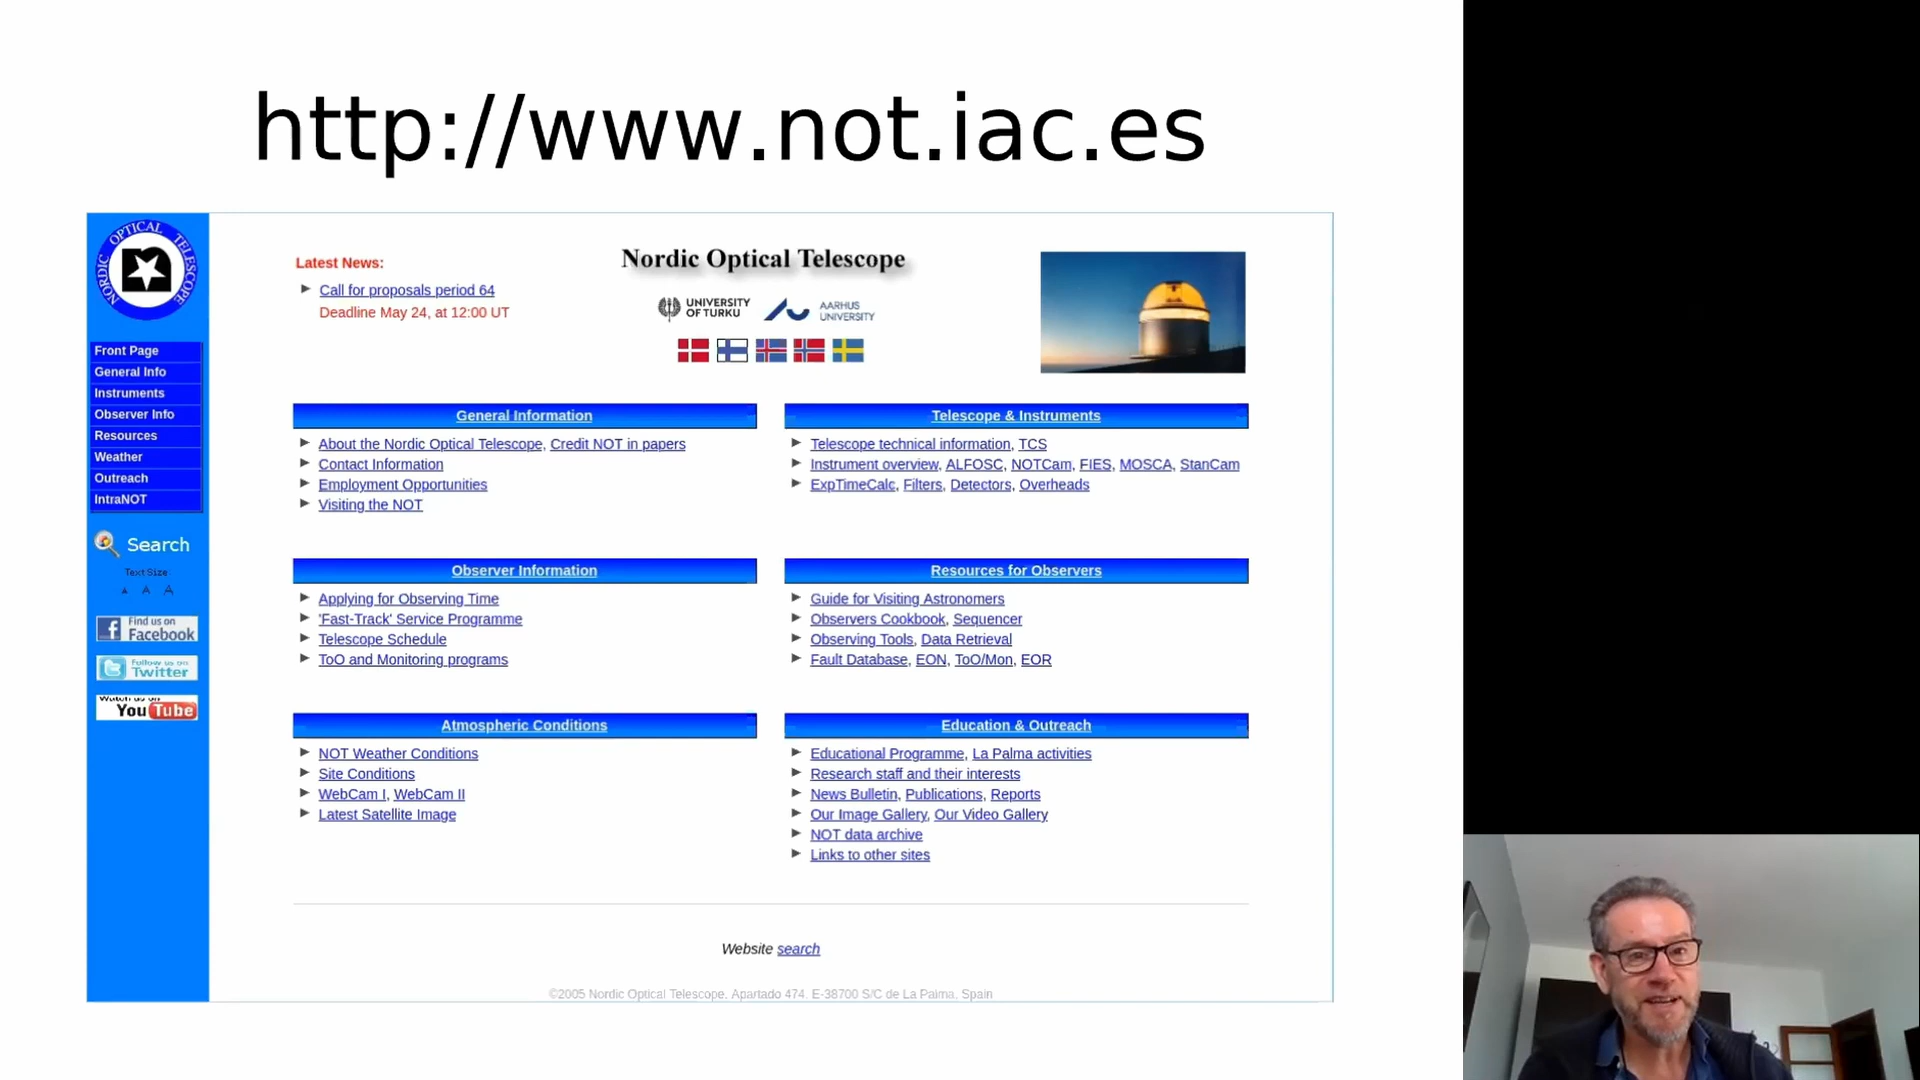 http://www.not.iac.es
NORDIC OPTICAL TELESCOPE
Front Page
General Info
Instruments
Observer Info
Resources
Weather
Outreach
IntraNOT
Search
Text Size
A A A
Find us on
Facebook
Follow us on
Twitter
Watch us on
YouTube
Latest News:
Call for proposals period 64
Deadline May 24, at 12:00 UT
Nordic Optical Telescope
UNIVERSITY
OF TURKU
AARHUS
UNIVERSITY
General Information
About the Nordic Optical Telescope, Credit NOT in papers
Contact Information
Employment Opportunities
Visiting the NOT
Telescope & Instruments
Telescope technical information, TCS
Instrument overview, ALFOSC, NOTCam, FIES, MOSCA, StanCam
ExpTimeCalc, Filters, Detectors, Overheads
Observer Information
Applying for Observing Time
'Fast-Track' Service Programme
Telescope Schedule
ToO and Monitoring programs
Resources for Observers
Guide for Visiting Astronomers
Observers Cookbook, Sequencer
Observing Tools, Data Retrieval
Fault Database, EON, ToO/Mon, EOR
Atmospheric Conditions
NOT Weather Conditions
Site Conditions
WebCam I, WebCam II
Latest Satellite Image
Education & Outreach
Educational Programme, La Palma activities
Research staff and their interests
News Bulletin, Publications, Reports
Our Image Gallery, Our Video Gallery
NOT data archive
Links to other sites
Website search
©2005 Nordic Optical Telescope. Apartado 474. E-38700 S/C de La Palma, Spain